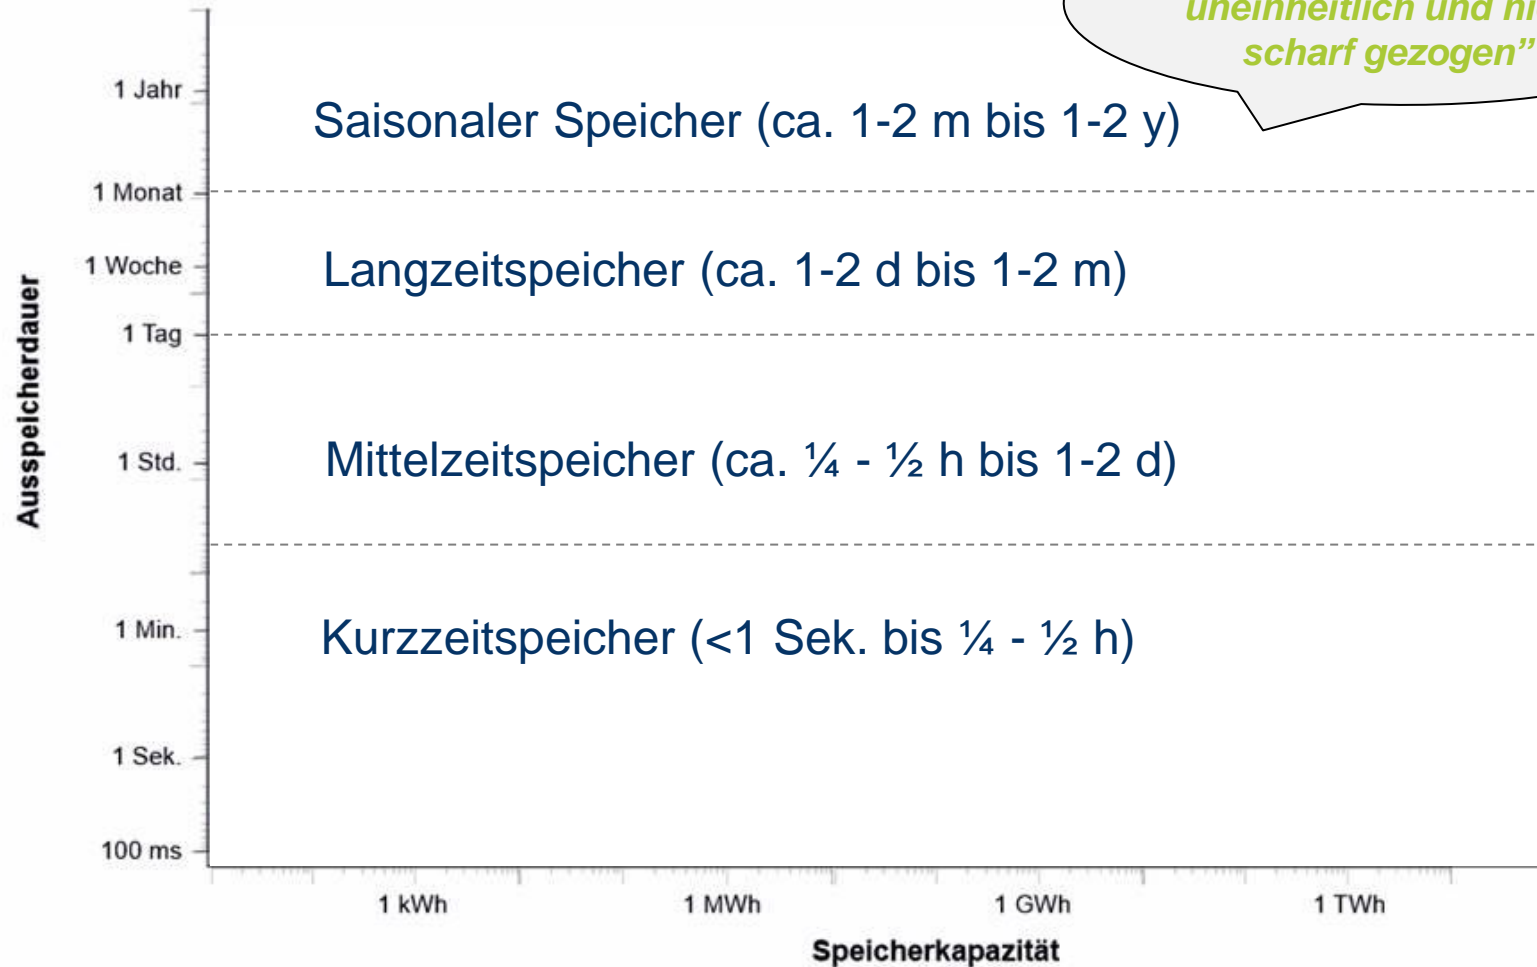 uneinheitlich und
scharf gezogen”
1 Jahr
Saisonaler Speicher (ca. 1-2 m bis 1-2 y)
1 Monat
1 Woche
Langzeitspeicher (ca. 1-2 d bis 1-2 m)
1 Tag
Ausspeicherdauer
1 Std.
Mittelzeitspeicher (ca. ¼ - ½ h bis 1-2 d)
1 Min.
Kurzzeitspeicher (<1 Sek. bis ¼ - ½ h)
1 Sek.
100 ms
1 kWh 1 MWh 1 GWh 1 TWh
Speicherkapazität